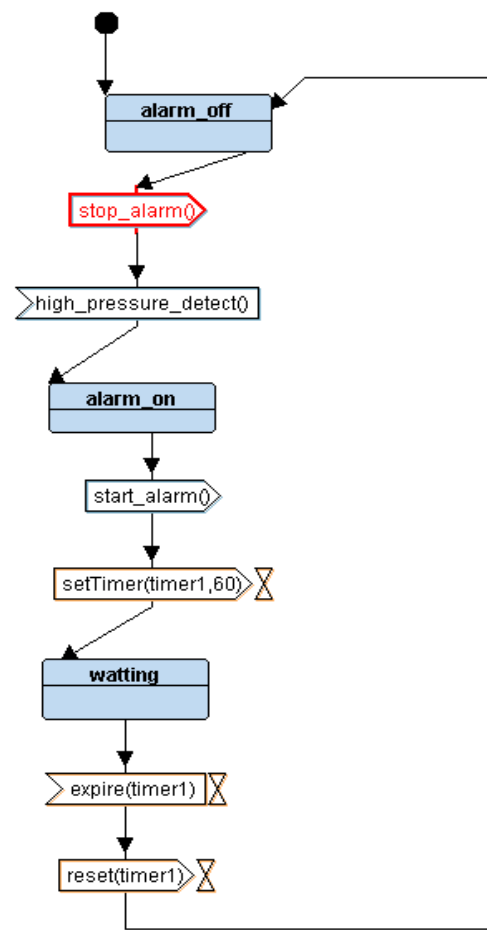 alarm_off
stop_alarm()
high_pressure_detect()
alarm_on
start_alarm()
setTimer(timer1,60)
watting
expire(timer1)
reset(timer1)